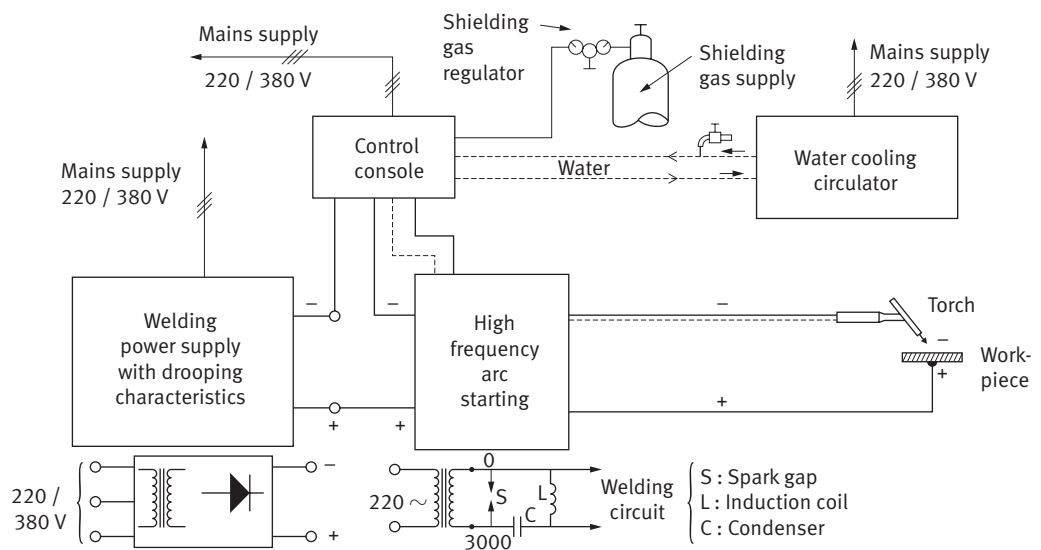 Mains supply
220 / 380 V
Shielding
gas
regulator
Shielding
gas supply
Mains supply
220 / 380 V
Control
console
Water
Water cooling
circulator
Mains supply
220 / 380 V
Welding
power supply
with drooping
characteristics
−
+
−
+
High
frequency
arc
starting
−
+
Torch
−
+
Work-
piece
220 /
380 V
−
+
220 ~
0
S
L
C
3000
Welding
circuit
S : Spark gap
L : Induction coil
C : Condenser